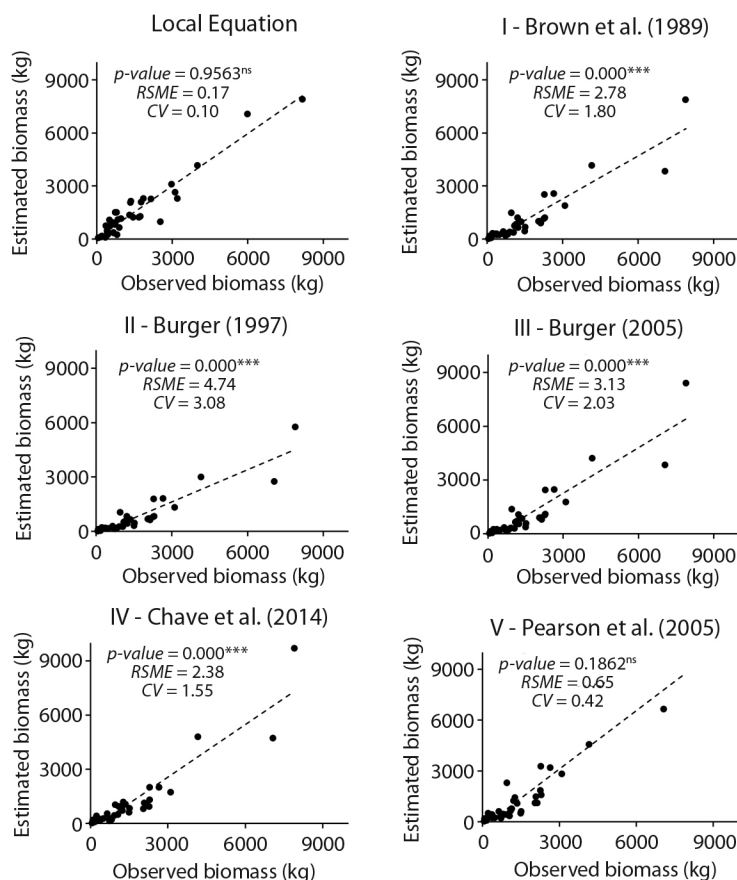 Local Equation
p-value = 0.9563ns
RSME = 0.17
CV = 0.10
Estimated biomass (kg)
9000
6000
3000
0
0
3000
6000
9000
Observed biomass (kg)
I - Brown et al. (1989)
p-value = 0.000***
RSME = 2.78
CV = 1.80
Estimated biomass (kg)
9000
6000
3000
0
0
3000
6000
9000
Observed biomass (kg)
II - Burger (1997)
p-value = 0.000***
RSME = 4.74
CV = 3.08
Estimated biomass (kg)
9000
6000
3000
0
0
3000
6000
9000
Observed biomass (kg)
III - Burger (2005)
p-value = 0.000***
RSME = 3.13
CV = 2.03
Estimated biomass (kg)
9000
6000
3000
0
0
3000
6000
9000
Observed biomass (kg)
IV - Chave et al. (2014)
p-value = 0.000***
RSME = 2.38
CV = 1.55
Estimated biomass (kg)
9000
6000
3000
0
0
3000
6000
9000
Observed biomass (kg)
V - Pearson et al. (2005)
p-value = 0.1862ns
RSME = 0.65
CV = 0.42
Estimated biomass (kg)
9000
6000
3000
0
0
3000
6000
9000
Observed biomass (kg)